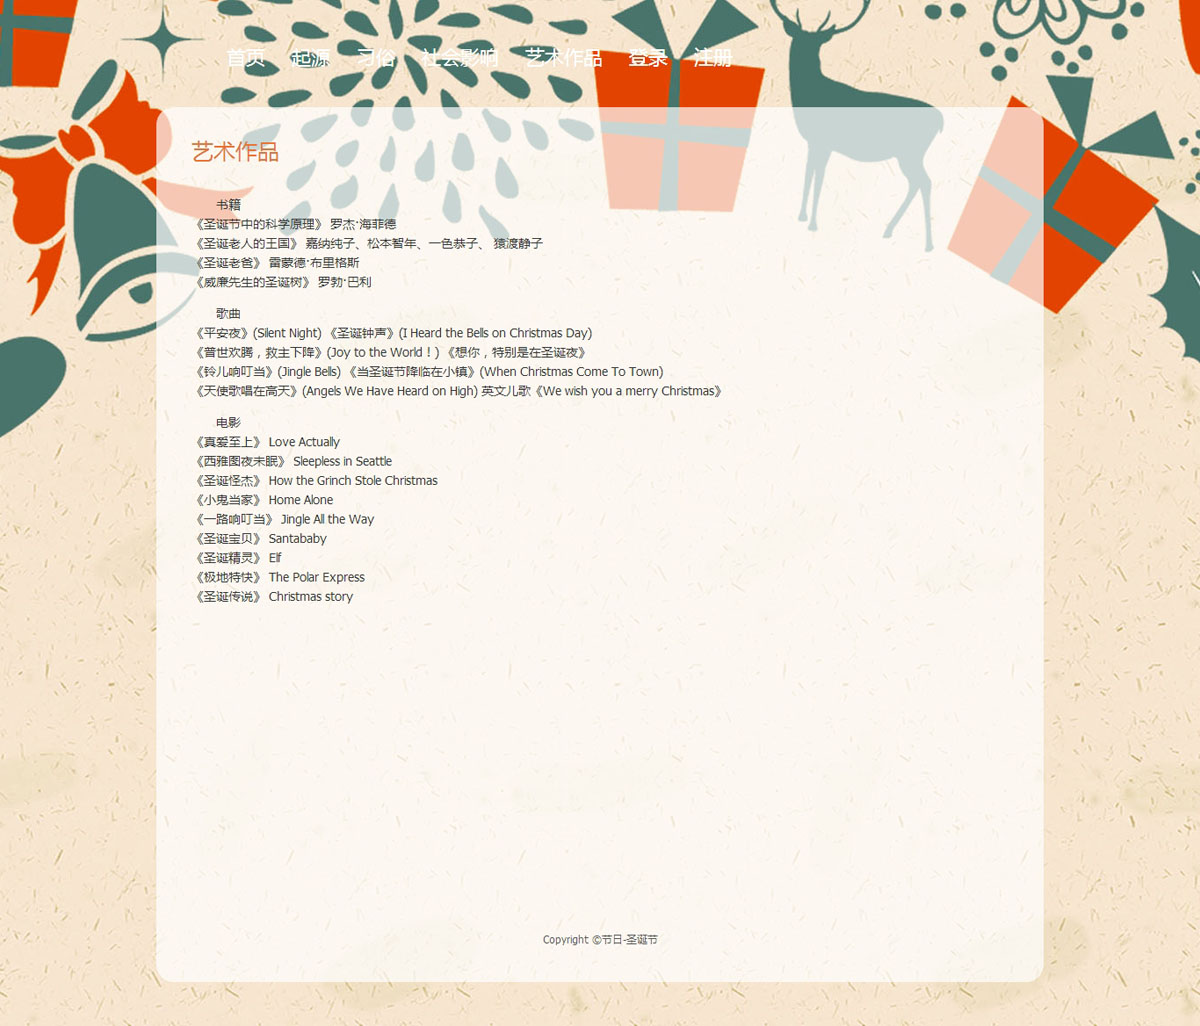 首页 起源 习俗 社会影响 艺术作品 登录 注册
艺术作品
书籍
《圣诞节中的科学原理》 罗杰·海菲德
《圣诞老人的王国》 嘉纳纯子、松本智年、一色恭子、 猿渡静子
《圣诞老爸》 雷蒙德·布里格斯
《威廉先生的圣诞树》 罗勃·巴利
歌曲
《平安夜》(Silent Night) 《圣诞钟声》(I Heard the Bells on Christmas Day)
《普世欢腾，救主下降》(Joy to the World！) 《想你，特别是在圣诞夜》
《铃儿响叮当》(Jingle Bells) 《当圣诞节降临在小镇》(When Christmas Come To Town)
《天使歌唱在高天》(Angels We Have Heard on High) 英文儿歌《We wish you a merry Christmas》
电影
《真爱至上》 Love Actually
《西雅图夜未眠》 Sleepless in Seattle
《圣诞怪杰》 How the Grinch Stole Christmas
《小鬼当家》 Home Alone
《一路响叮当》 Jingle All the Way
《圣诞宝贝》 Santababy
《圣诞精灵》 Elf
《极地特快》 The Polar Express
《圣诞传说》 Christmas story
Copyright ©节日-圣诞节